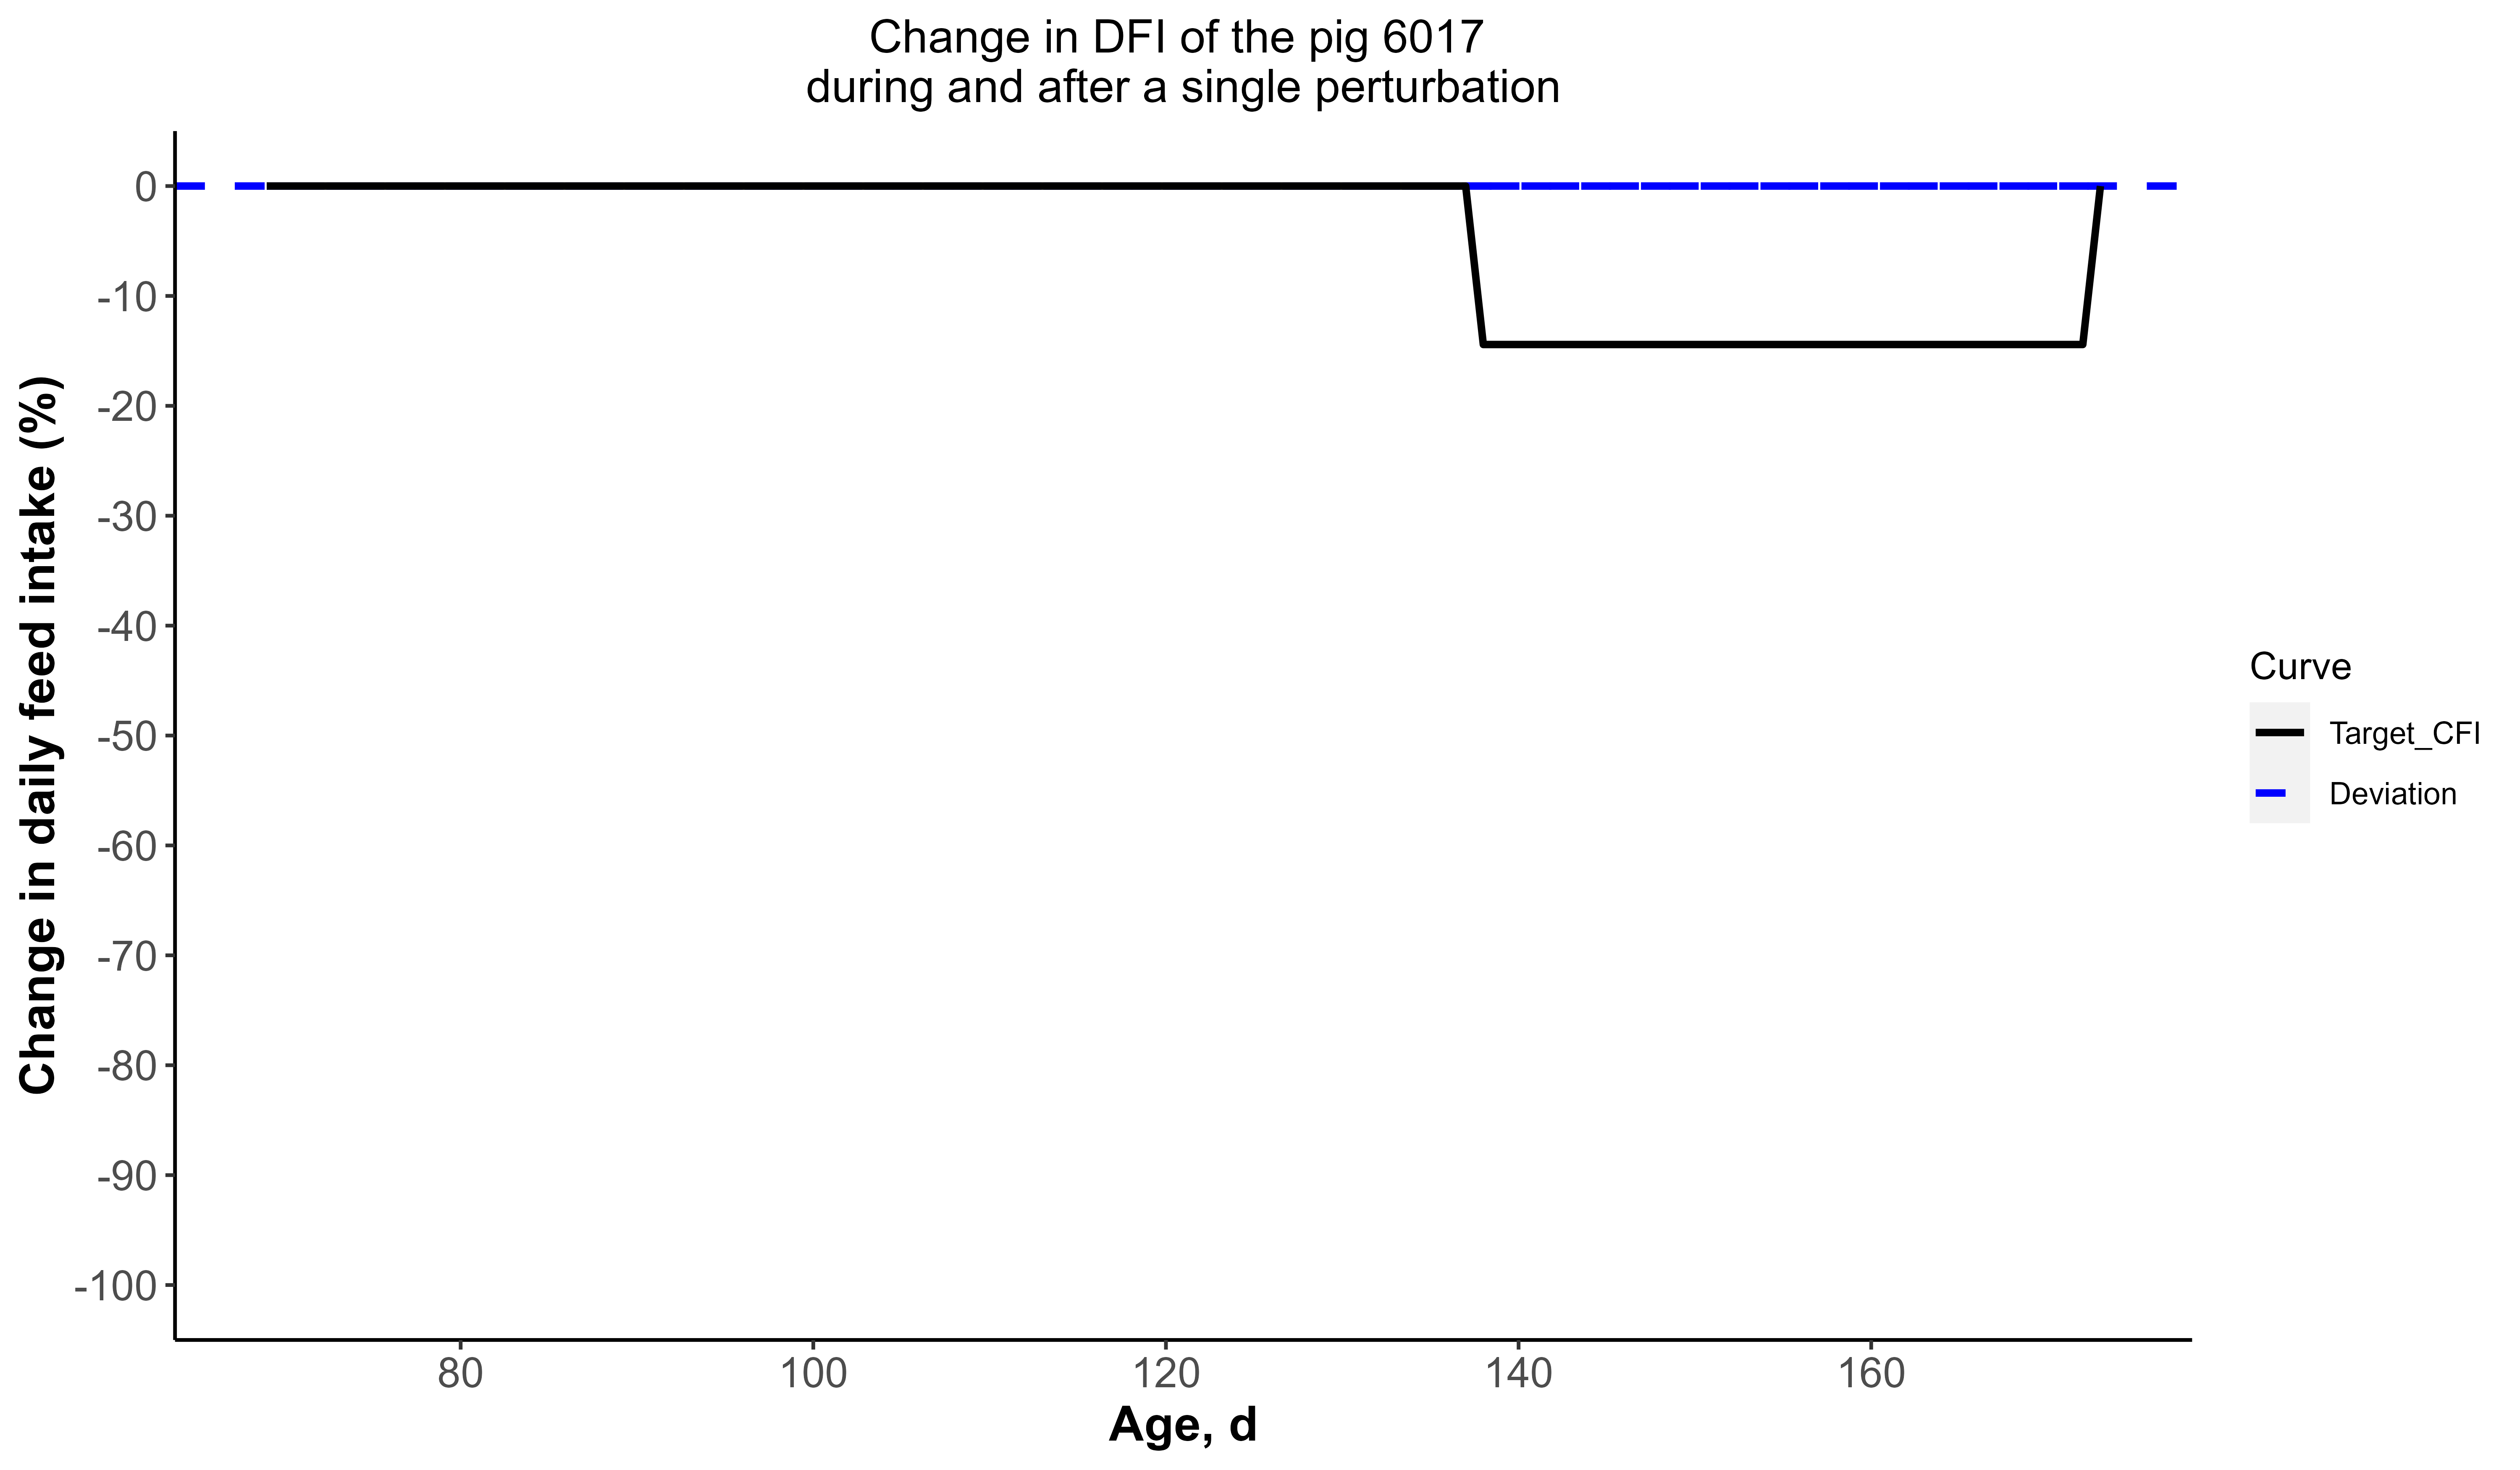 Change in DFI of the pig 6017
during and after a single perturbation
Change in daily feed intake (%)
0
-10
-20
-30
-40
-50
-60
-70
-80
-90
-100
80
100
120
140
160
Age, d
Curve
Target_CFI
Deviation